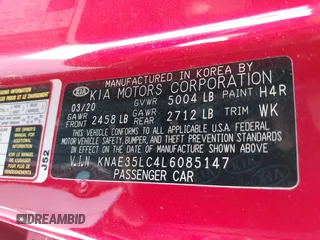 MANUFACTURED IN KOREA BY
KIA MOTORS CORPORATION
03/20 GVWR 5004 LB PAINT H4R
GAWR FRONT 2458 LB GAWR REAR 2712 LB TRIM WK
THIS VEHICLE CONFORMS TO ALL APPLICABLE U.S.A. FEDERAL
MOTOR VEHICLE SAFETY, BUMPER, AND THEFT PREVENTION
STANDARDS IN EFFECT ON THE DATE OF MANUFACTURE SHOWN ABOVE.
V.I.N KNAE35LC4L6085147
PASSENGER CAR
J52
DREAMBID